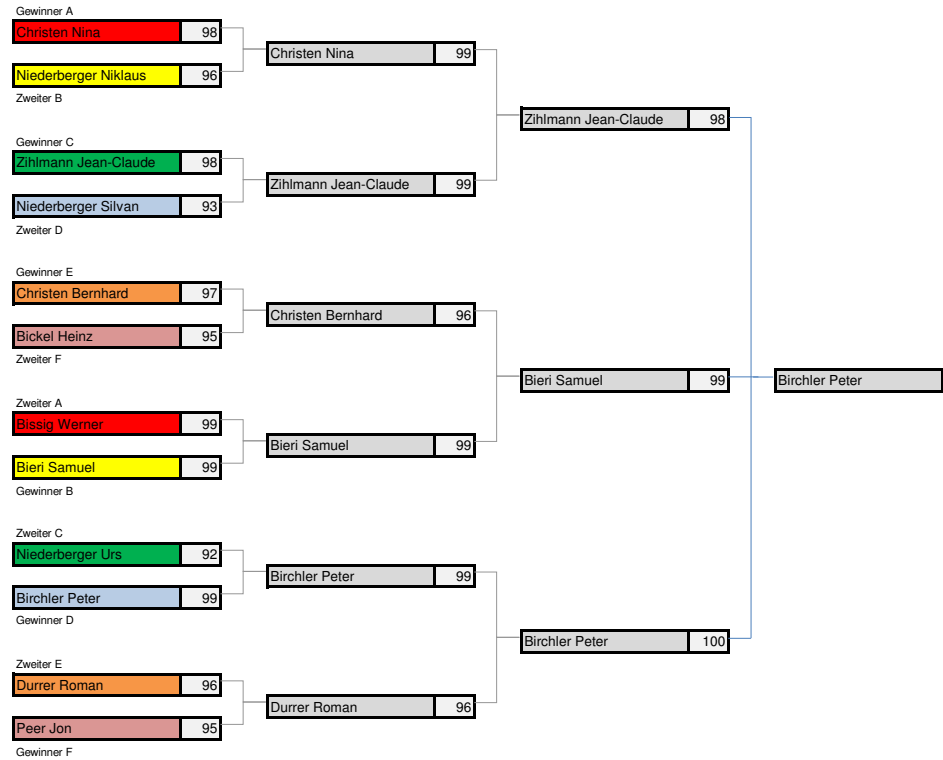 Gewinner A
Christen Nina 98
Niederberger Niklaus 96
Zweiter B
Christen Nina 99
Gewinner C
Zihlmann Jean-Claude 98
Niederberger Silvan 93
Zweiter D
Zihlmann Jean-Claude 99
Zihlmann Jean-Claude 98
Gewinner E
Christen Bernhard 97
Bickel Heinz 95
Zweiter F
Christen Bernhard 96
Zweiter A
Bissig Werner 99
Bieri Samuel 99
Gewinner B
Bieri Samuel 99
Bieri Samuel 99
Birchler Peter
Zweiter C
Niederberger Urs 92
Birchler Peter 99
Gewinner D
Birchler Peter 99
Zweiter E
Durrer Roman 96
Peer Jon 95
Gewinner F
Durrer Roman 96
Birchler Peter 100